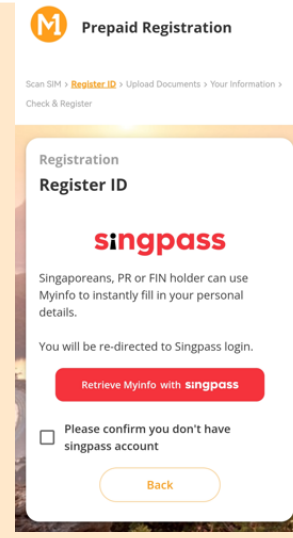 M1 Prepaid Registration
Scan SIM > Register ID > Upload Documents > Your Information >
Check & Register
Registration
Register ID
singpass
Singaporeans, PR or FIN holder can use
Myinfo to instantly fill in your personal
details.
You will be re-directed to Singpass login.
Retrieve Myinfo with singpass
Please confirm you don't have
singpass account
Back